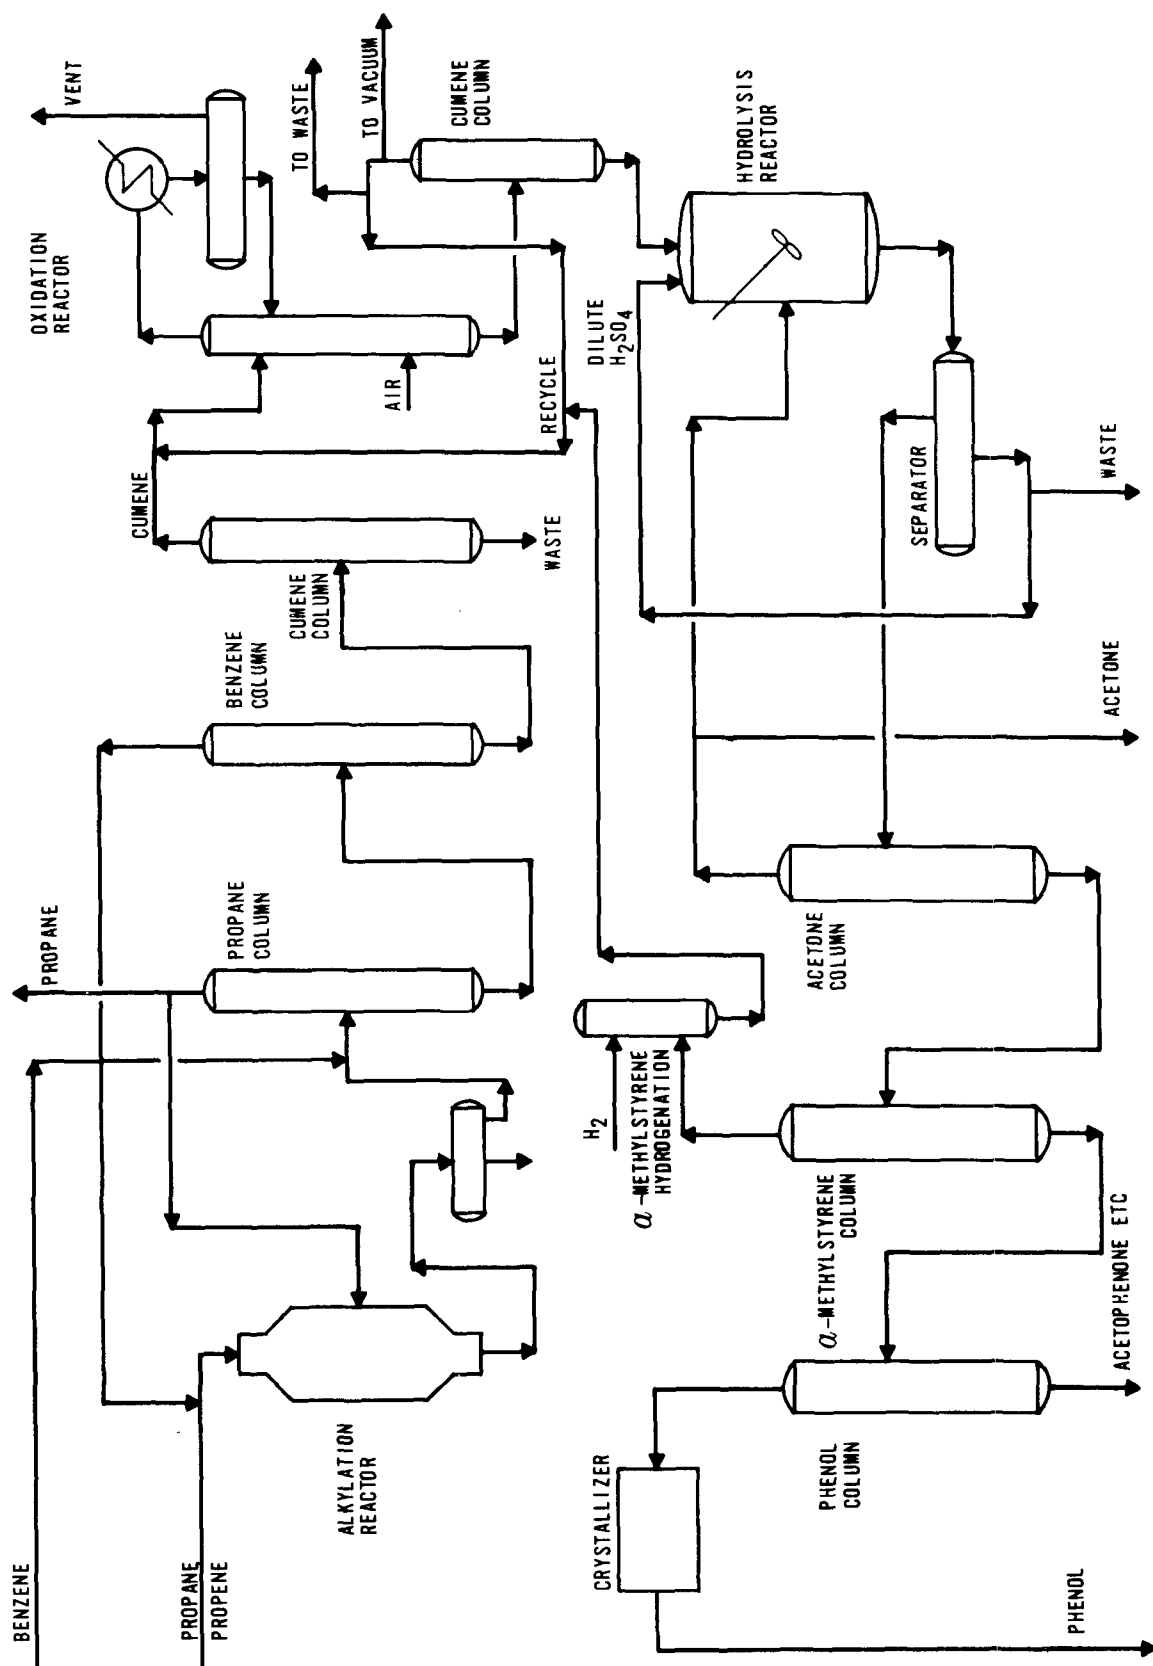 BENZENE
PROPANE
PROPENE
ALKYLATION
REACTOR
PROPANE
PROPANE
COLUMN
BENZENE
COLUMN
CUMENE
COLUMN
WASTE
CUMENE
RECYCLE
AIR
OXIDATION
REACTOR
VENT
TO WASTE
TO VACUUM
CUMENE
COLUMN
DILUTE
H₂SO₄
HYDROLYSIS
REACTOR
SEPARATOR
WASTE
ACETONE
ACETONE
COLUMN
H₂
α-METHYLSTYRENE
HYDROGENATION
α-METHYLSTYRENE
COLUMN
ACETOPHENONE ETC
PHENOL
COLUMN
CRYSTALLIZER
PHENOL